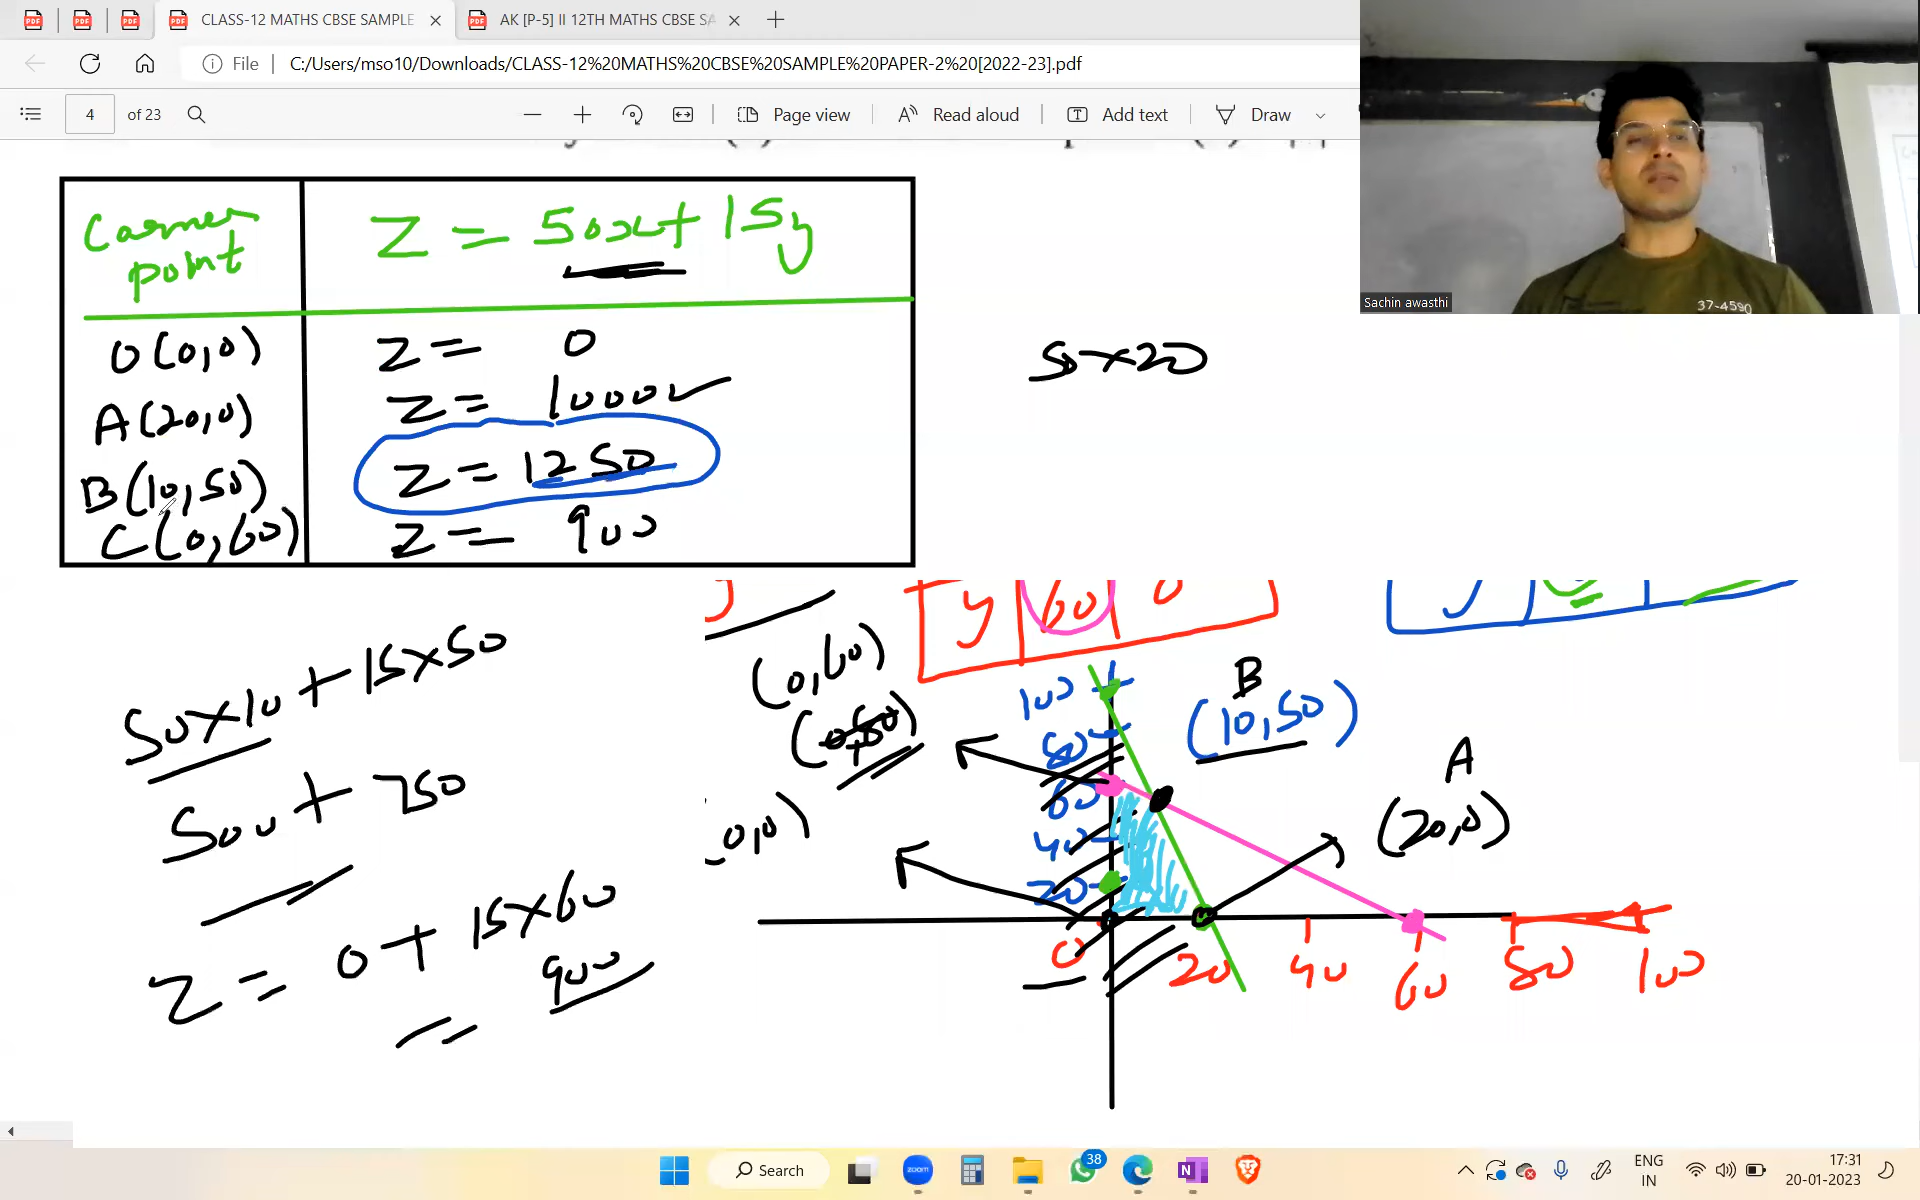 CLASS-12 MATHS CBSE SAMPLE
AK [P-5] II 12TH MATHS CBSE SA
File
C:/Users/mso10/Downloads/CLASS-12%20MATHS%20CBSE%20SAMPLE%20PAPER-2%20[2022-23].pdf
4 of 23
Page view
Read aloud
Add text
Draw
Sachin awasthi
37-4590
Corner point
Z = 50x + 15y
O(0,0) Z = 0
A(20,0) Z = 1000
B(10,50) Z = 1250
C(0,60) Z = 900
50×20
50×10 + 15×50
500 + 750
Z = 0 + 15×60
= 900
y 60 0
y
(0,60)
0,0)
B
(10,50)
A
(20,0)
100
80
60
40
20
0 20 40 60 80 100
38
Search
zoom
ENG
IN
17:31
20-01-2023